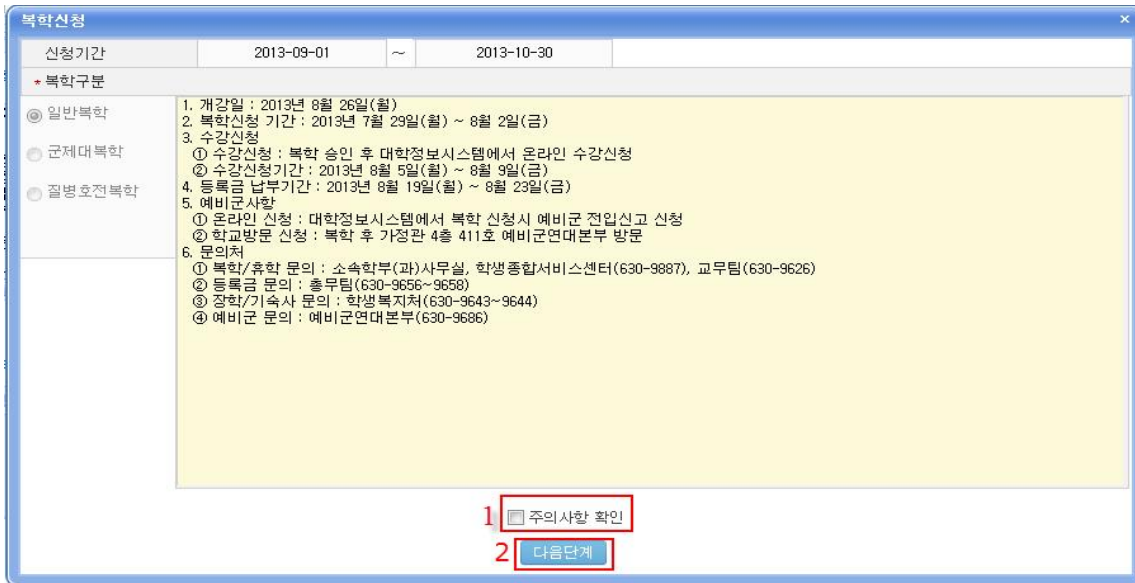 복학신청 ×
신청기간 2013-09-01 ~ 2013-10-30
*복학구분
일반복학
군제대복학
질병호전복학
1. 개강일 : 2013년 8월 26일(월)
2. 복학신청 기간 : 2013년 7월 29일(월) ~ 8월 2일(금)
3. 수강신청
① 수강신청 : 복학 승인 후 대학정보시스템에서 온라인 수강신청
② 수강신청기간 : 2013년 8월 5일(월) ~ 8월 9일(금)
4. 등록금 납부기간 : 2013년 8월 19일(월) ~ 8월 23일(금)
5. 예비군사항
① 온라인 신청 : 대학정보시스템에서 복학 신청시 예비군 전입신고 신청
② 학교방문 신청 : 복학 후 가정관 4층 411호 예비군연대본부 방문
6. 문의처
① 복학/휴학 문의 : 소속학부(과)사무실, 학생종합서비스센터(630-9887), 교무팀(630-9626)
② 등록금 문의 : 총무팀(630-9656~9658)
③ 장학/기숙사 문의 : 학생복지처(630-9643~9644)
④ 예비군 문의 : 예비군연대본부(630-9686)
1 주의사항 확인
2 다음단계